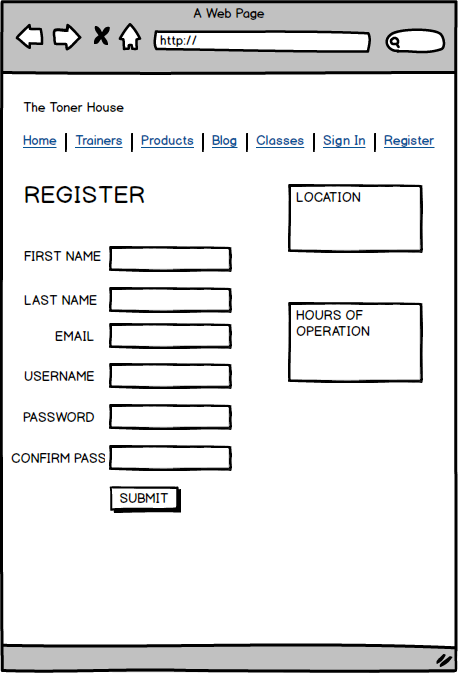 A Web Page
http://
The Toner House
Home Trainers Products Blog Classes Sign In Register
REGISTER
LOCATION
FIRST NAME
LAST NAME
HOURS OF
OPERATION
EMAIL
USERNAME
PASSWORD
CONFIRM PASS
SUBMIT